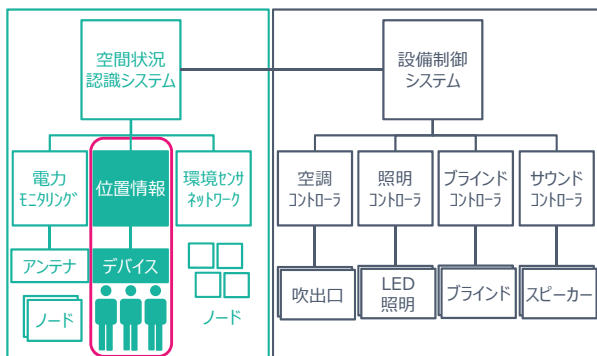 空間状況
認識システム
設備制御
システム
電力
ﾓﾆﾀﾘﾝｸﾞ
位置情報
環境ｾﾝｻ
ﾈｯﾄﾜｰｸ
空調
ｺﾝﾄﾛｰﾗ
照明
ｺﾝﾄﾛｰﾗ
ブラインド
ｺﾝﾄﾛｰﾗ
サウンド
ｺﾝﾄﾛｰﾗ
アンテナ
デバイス
ノード
ノード
吹出口
LED
照明
ブラインド
スピーカー